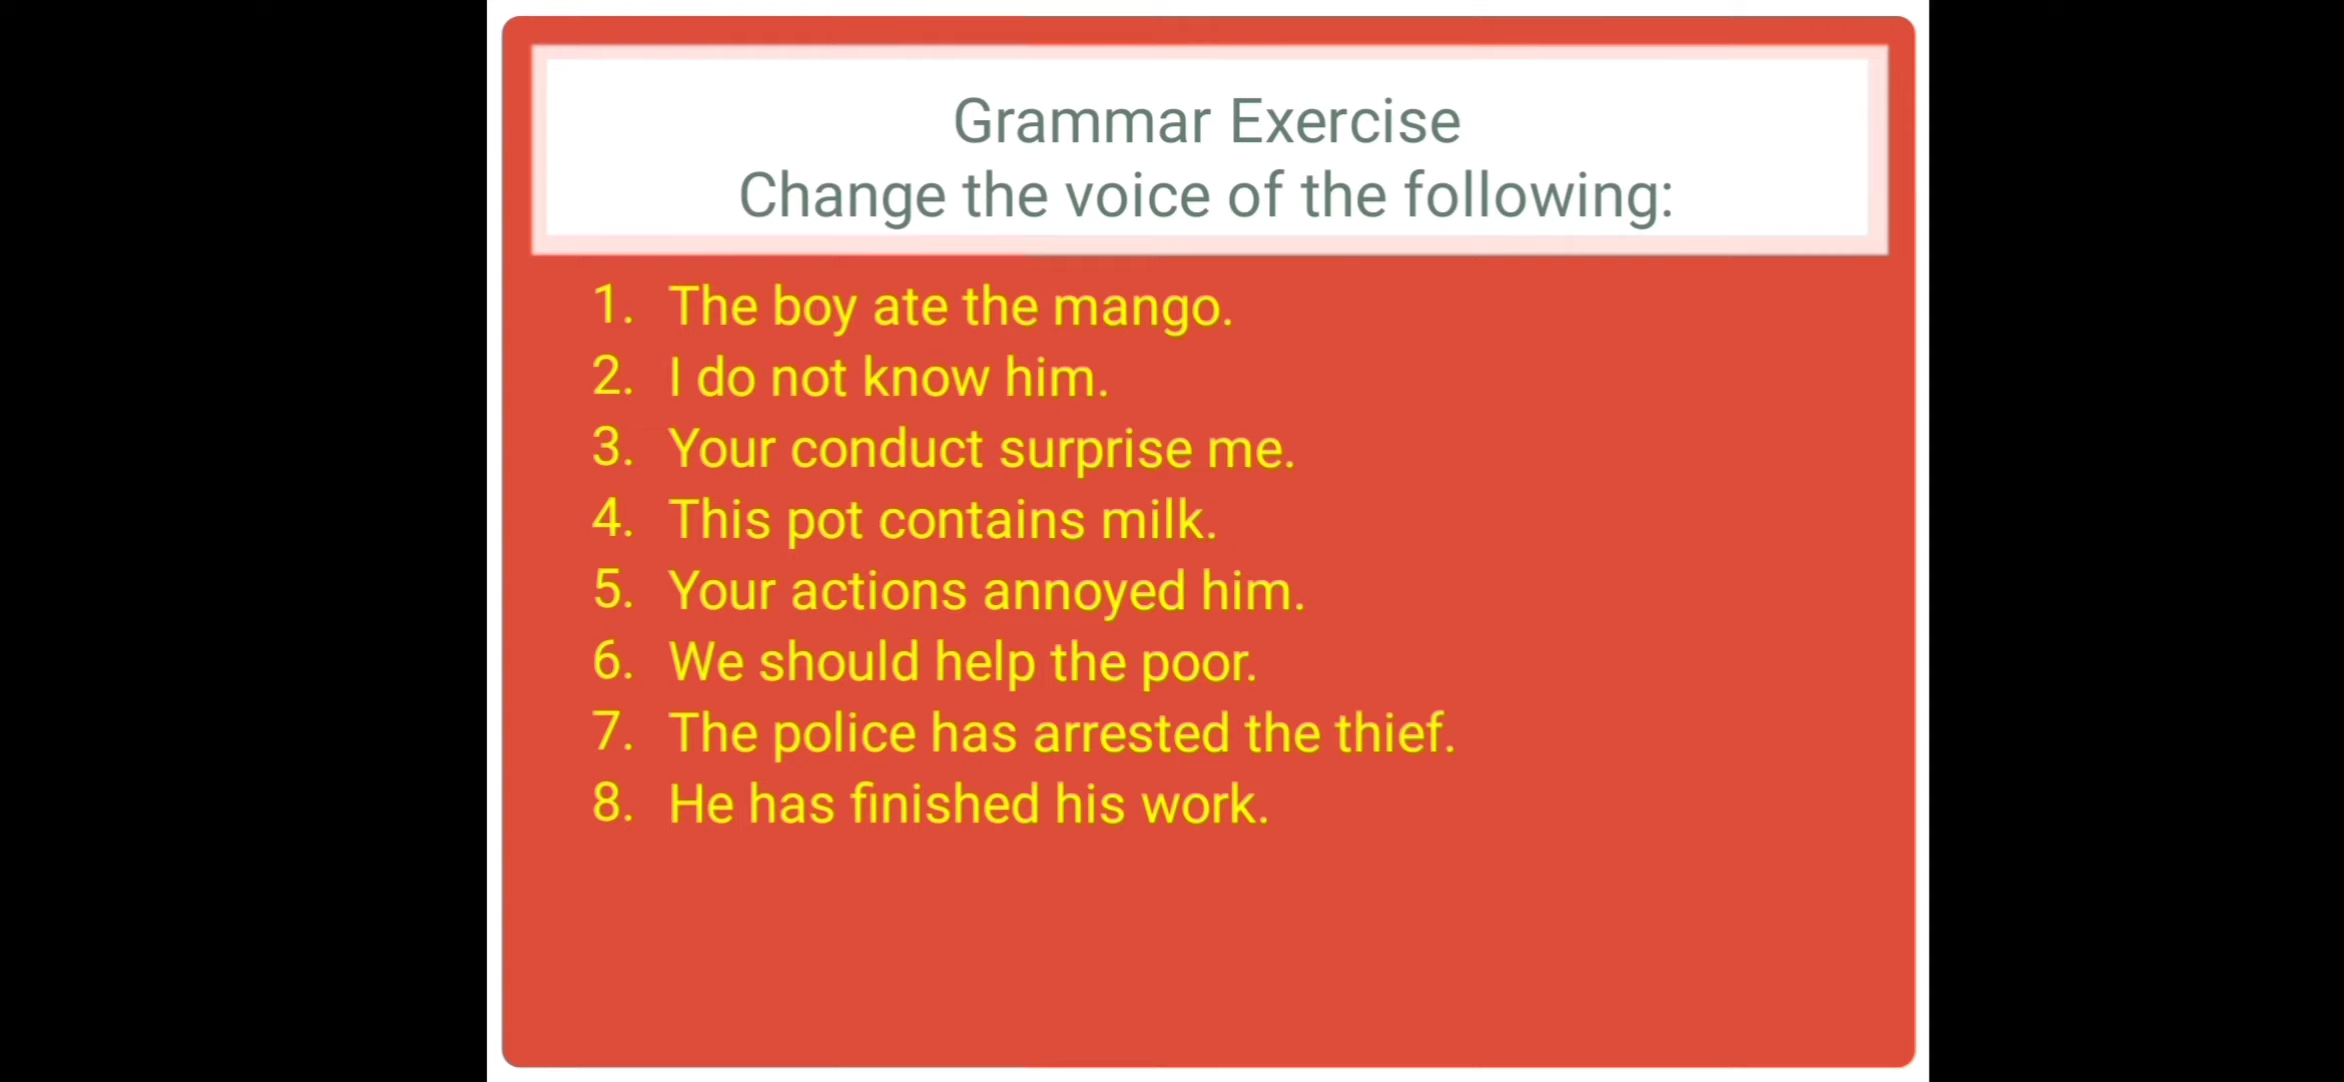 Grammar Exercise
Change the voice of the following:
1. The boy ate the mango.
2. I do not know him.
3. Your conduct surprise me.
4. This pot contains milk.
5. Your actions annoyed him.
6. We should help the poor.
7. The police has arrested the thief.
8. He has finished his work.